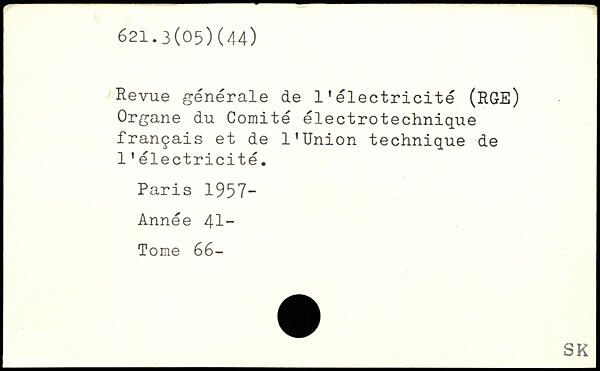 621.3(05)(44)
Revue générale de l'électricité (RGE)
Organe du Comité électrotechnique
français et de l'Union technique de
l'électricité.
Paris 1957-
Année 41-
Tome 66-
SK